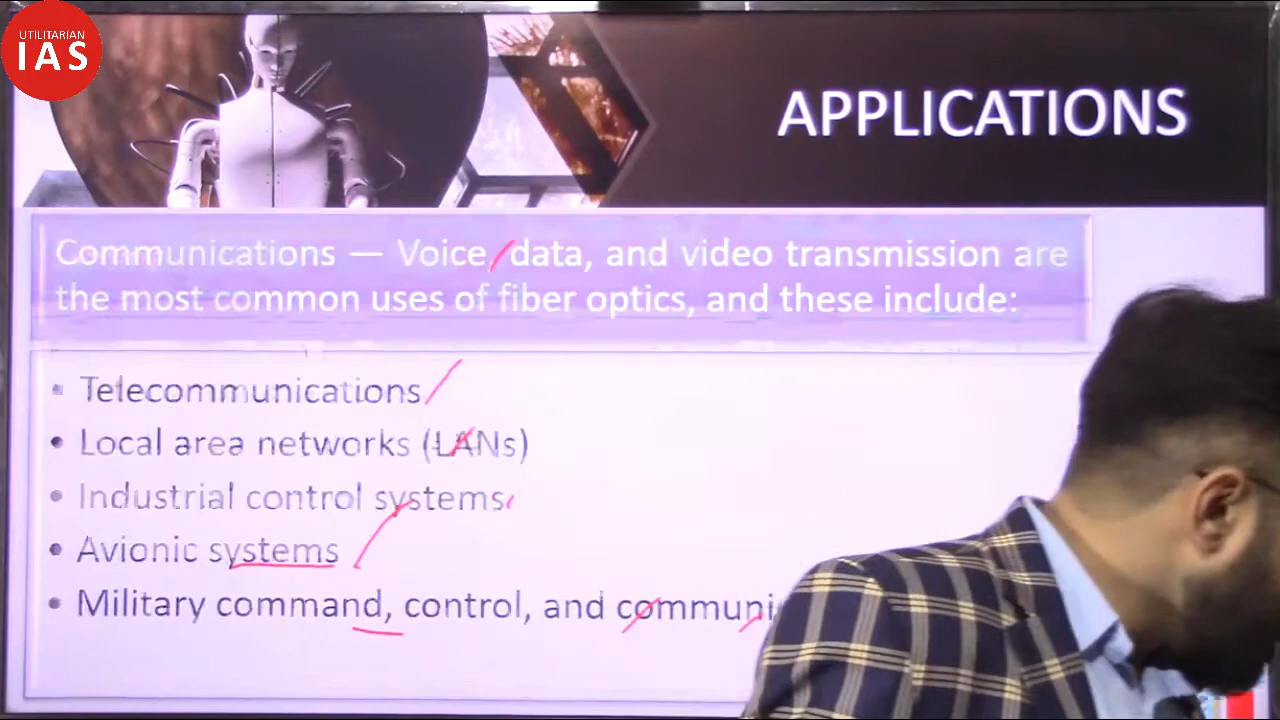 UTILITARIAN
IAS
APPLICATIONS
Communications — Voice, data, and video transmission are
the most common uses of fiber optics, and these include:
• Telecommunications
• Local area networks (LANs)
• Industrial control systems
• Avionic systems
• Military command, control, and